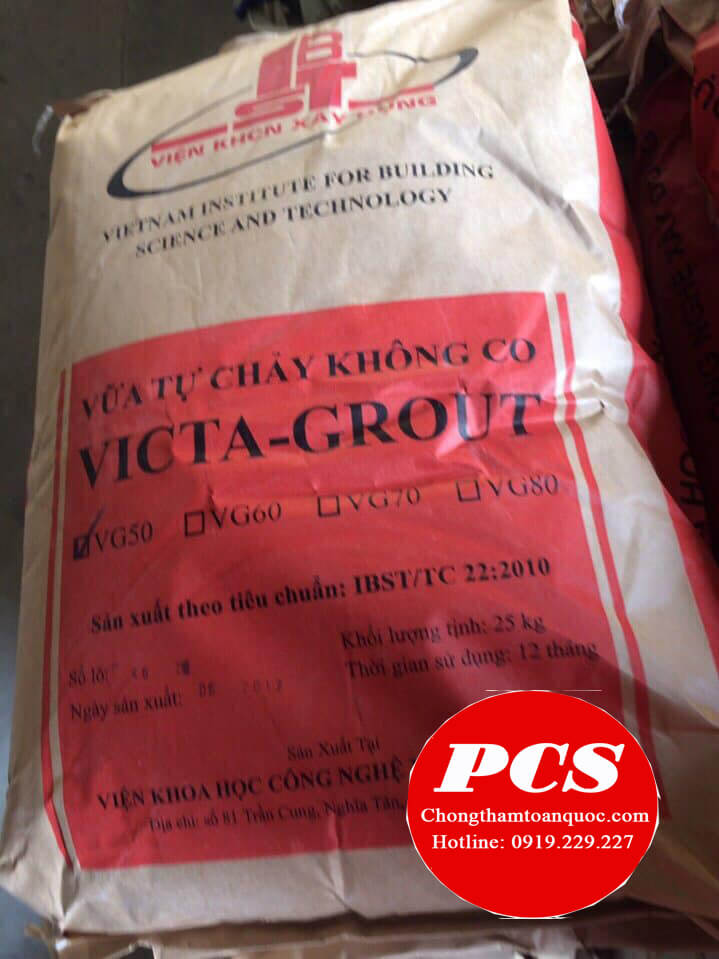 IBST
VIỆN KHCN XÂY DỰNG
VIETNAM INSTITUTE FOR BUILDING
SCIENCE AND TECHNOLOGY
VỮA TỰ CHẢY KHÔNG CO
VICTA-GROUT
VG50 VG60 VG70 VG80
Sản xuất theo tiêu chuẩn: IBST/TC 22:2010
Khối lượng tịnh: 25 kg
Thời gian sử dụng: 12 tháng
Số lô:
Ngày sản xuất:
Sản Xuất Tại
VIỆN KHOA HỌC CÔNG NGHỆ
Địa chỉ: số 81 Trần Cung, Nghĩa Tân,
PCS
Chongthamtoanquoc.com
Hotline: 0919.229.227